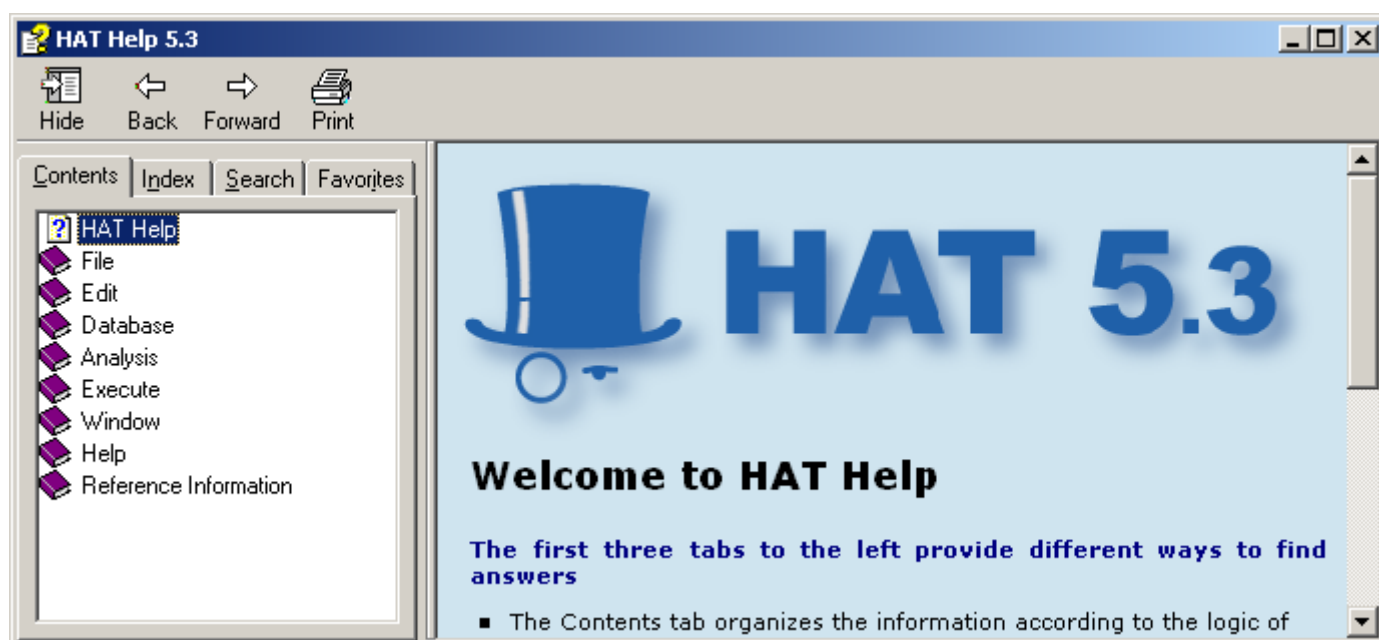 HAT Help 5.3
Hide Back Forward Print
Contents Index Search Favorites
HAT Help
File
Edit
Database
Analysis
Execute
Window
Help
Reference Information
HAT 5.3
Welcome to HAT Help
The first three tabs to the left provide different ways to find
answers
■ The Contents tab organizes the information according to the logic of